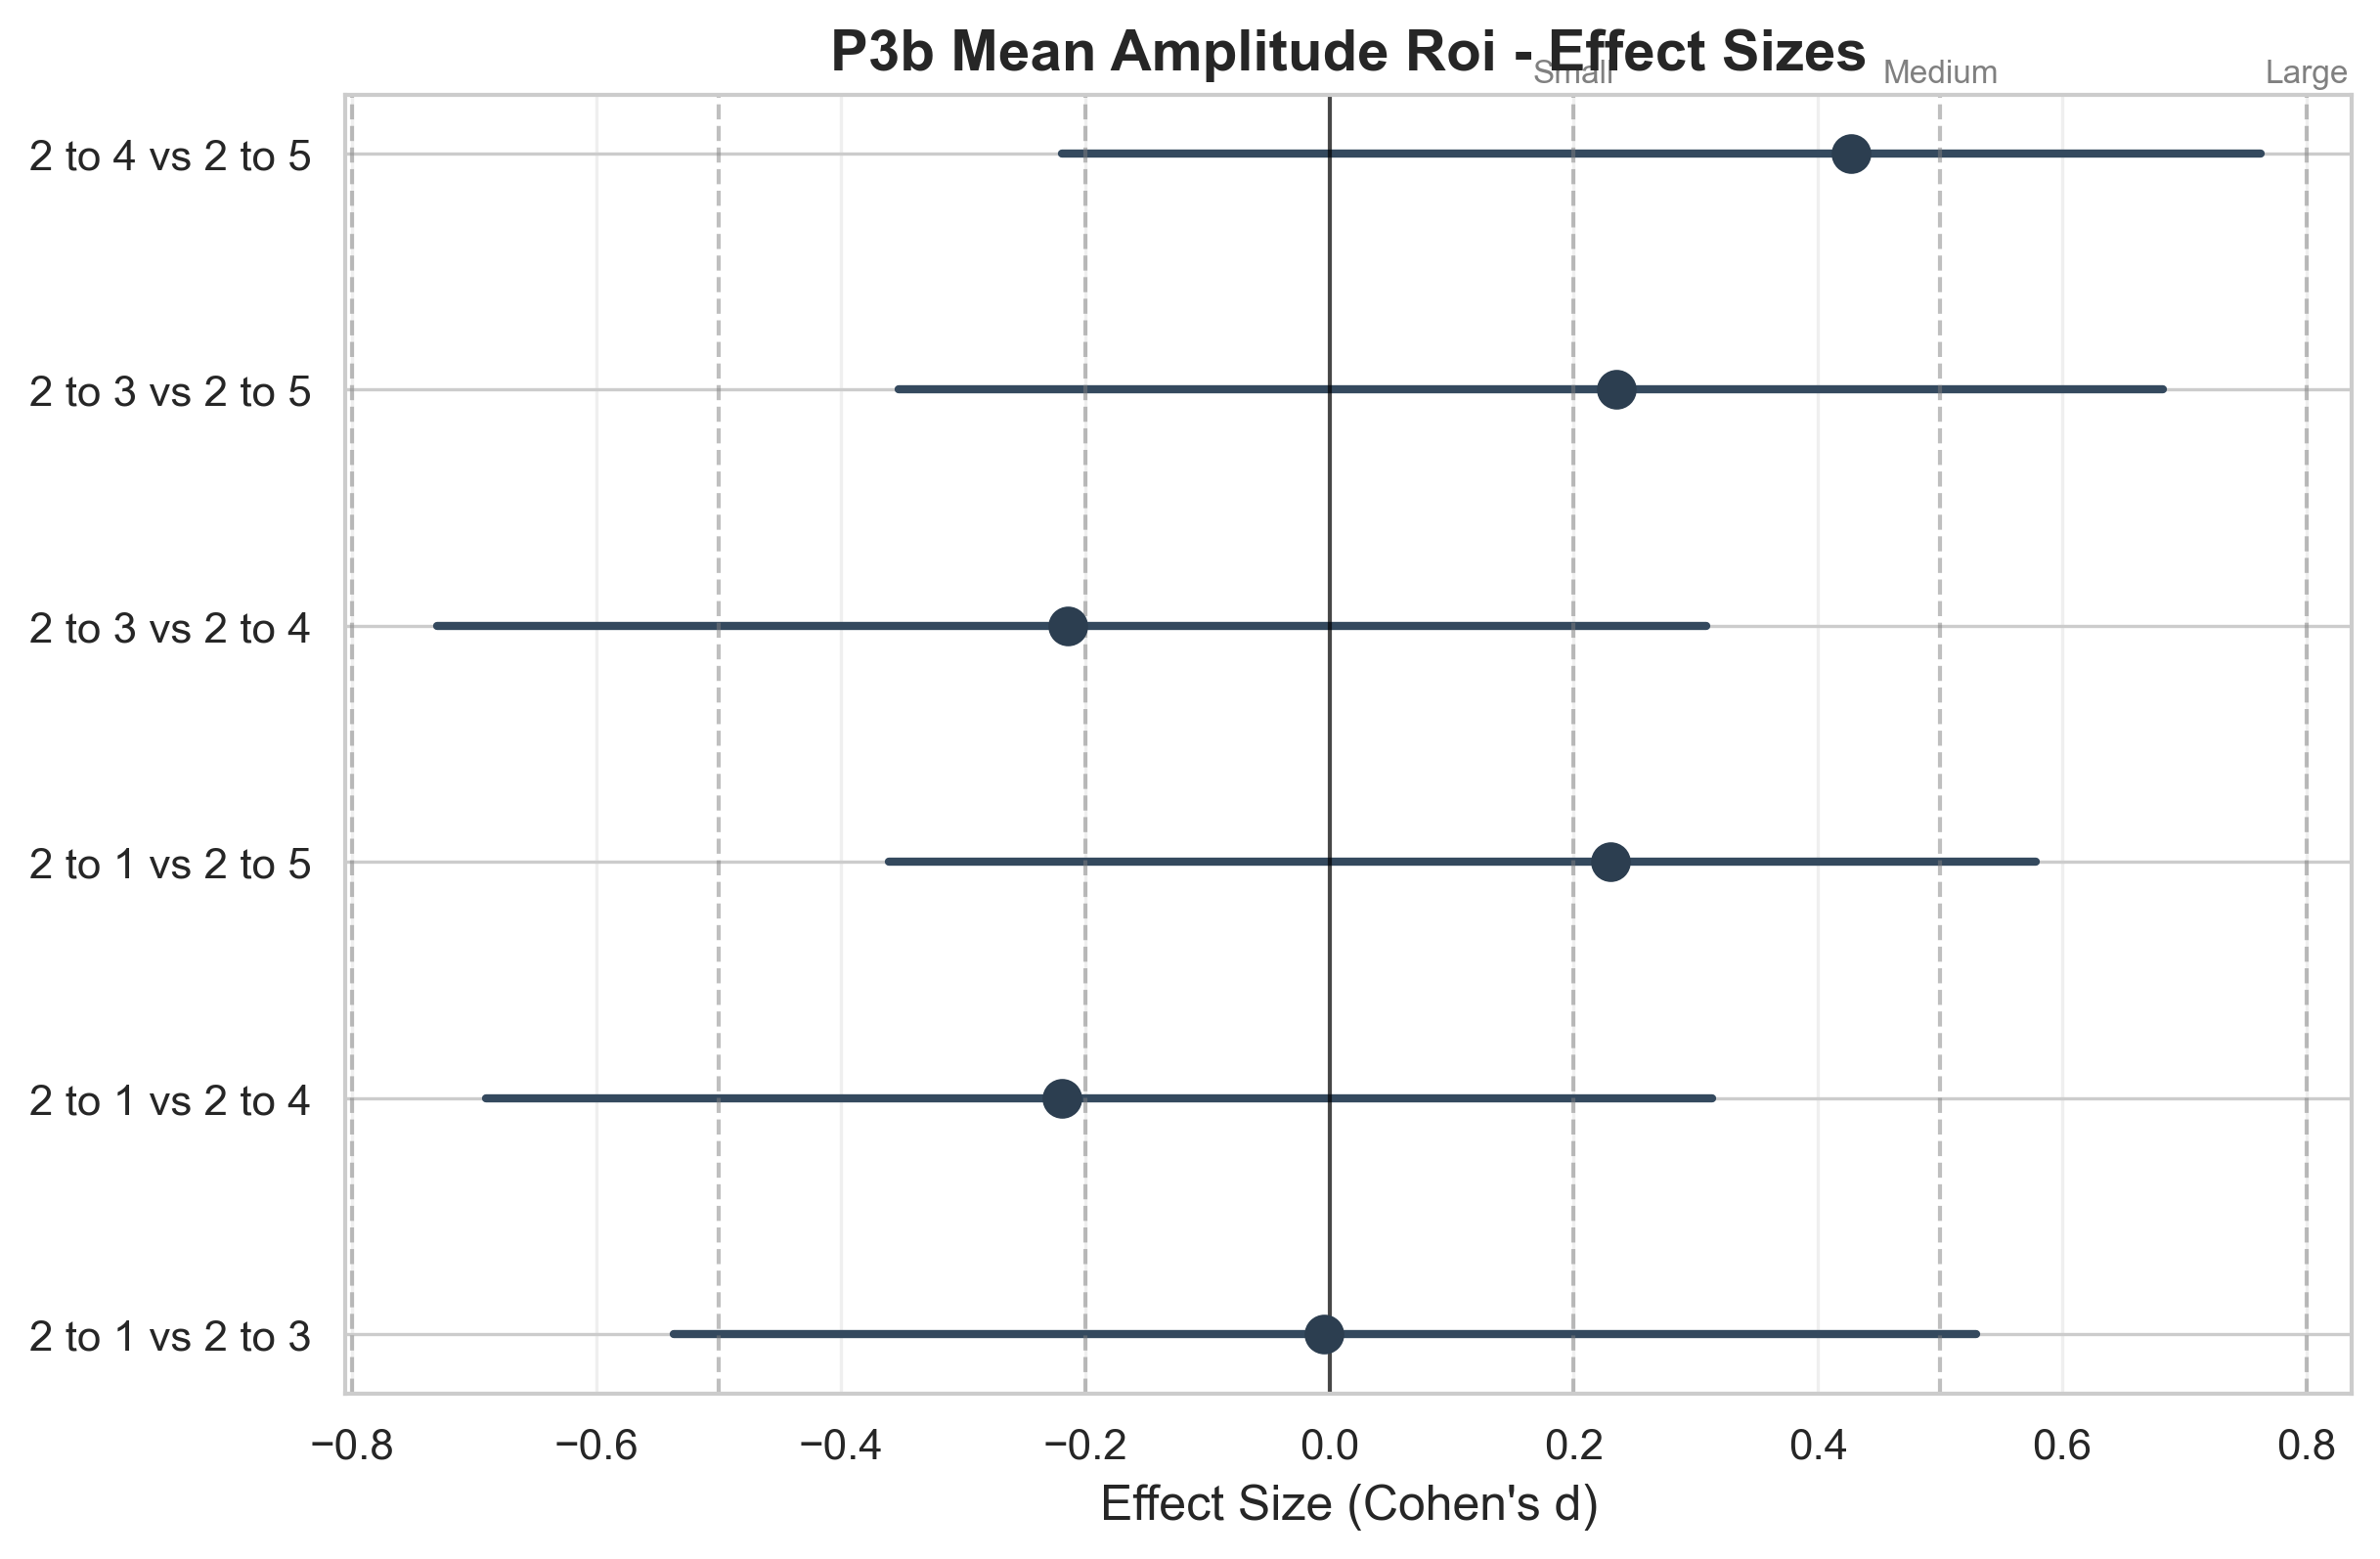 P3b Mean Amplitude Roi - Effect Sizes
Small Medium Large
2 to 4 vs 2 to 5
2 to 3 vs 2 to 5
2 to 3 vs 2 to 4
2 to 1 vs 2 to 5
2 to 1 vs 2 to 4
2 to 1 vs 2 to 3
−0.8 −0.6 −0.4 −0.2 0.0 0.2 0.4 0.6 0.8
Effect Size (Cohen's d)